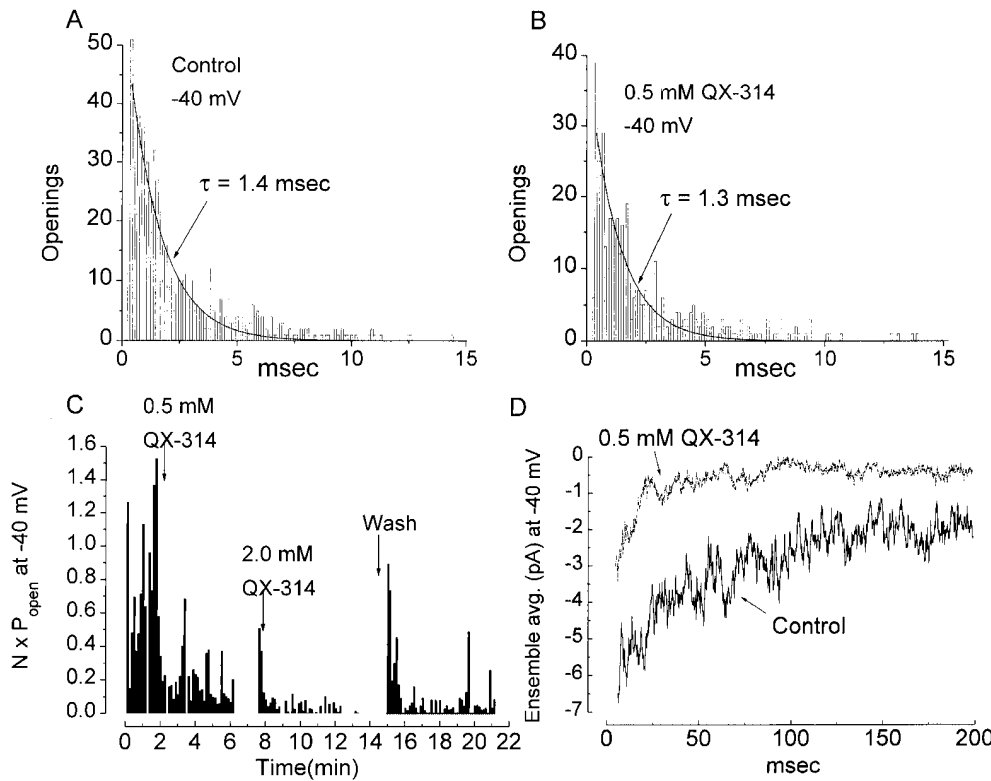 A
50
40
30
20
10
0
Openings
Control
-40 mV
τ = 1.4 msec
0 5 10 15
msec
B
40
30
20
10
0
Openings
0.5 mM QX-314
-40 mV
τ = 1.3 msec
0 5 10 15
msec
C
0.5 mM
QX-314
1.6
1.4
1.2
1.0
0.8
0.6
0.4
0.2
0.0
N x Popen at -40 mV
2.0 mM
QX-314
Wash
0 2 4 6 8 10 12 14 16 18 20 22
Time(min)
D
0.5 mM QX-314
-0
-1
-2
-3
-4
-5
-6
-7
Ensemble avg. (pA) at -40 mV
Control
0 50 100 150 200
msec